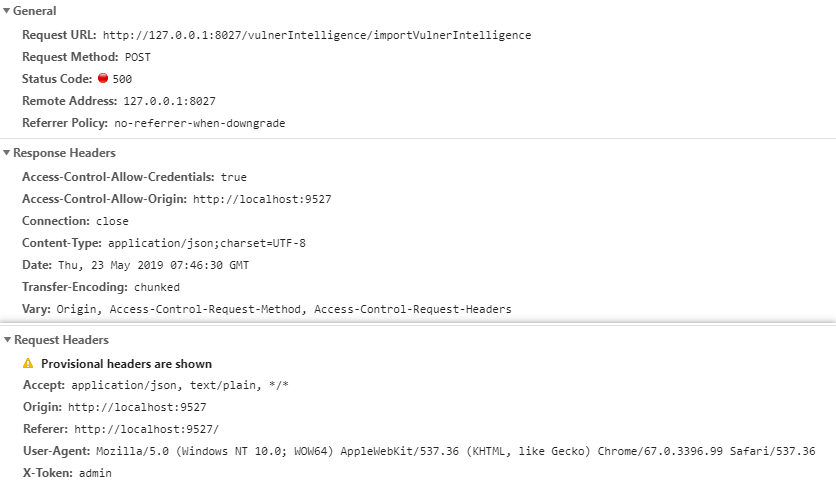 General
Request URL: http://127.0.0.1:8027/vulnerIntelligence/importVulnerIntelligence
Request Method: POST
Status Code: 500
Remote Address: 127.0.0.1:8027
Referrer Policy: no-referrer-when-downgrade
Response Headers
Access-Control-Allow-Credentials: true
Access-Control-Allow-Origin: http://localhost:9527
Connection: close
Content-Type: application/json;charset=UTF-8
Date: Thu, 23 May 2019 07:46:30 GMT
Transfer-Encoding: chunked
Vary: Origin, Access-Control-Request-Method, Access-Control-Request-Headers
Request Headers
Provisional headers are shown
Accept: application/json, text/plain, */*
Origin: http://localhost:9527
Referer: http://localhost:9527/
User-Agent: Mozilla/5.0 (Windows NT 10.0; WOW64) AppleWebKit/537.36 (KHTML, like Gecko) Chrome/67.0.3396.99 Safari/537.36
X-Token: admin